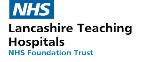 NHS
Lancashire Teaching
Hospitals
NHS Foundation Trust